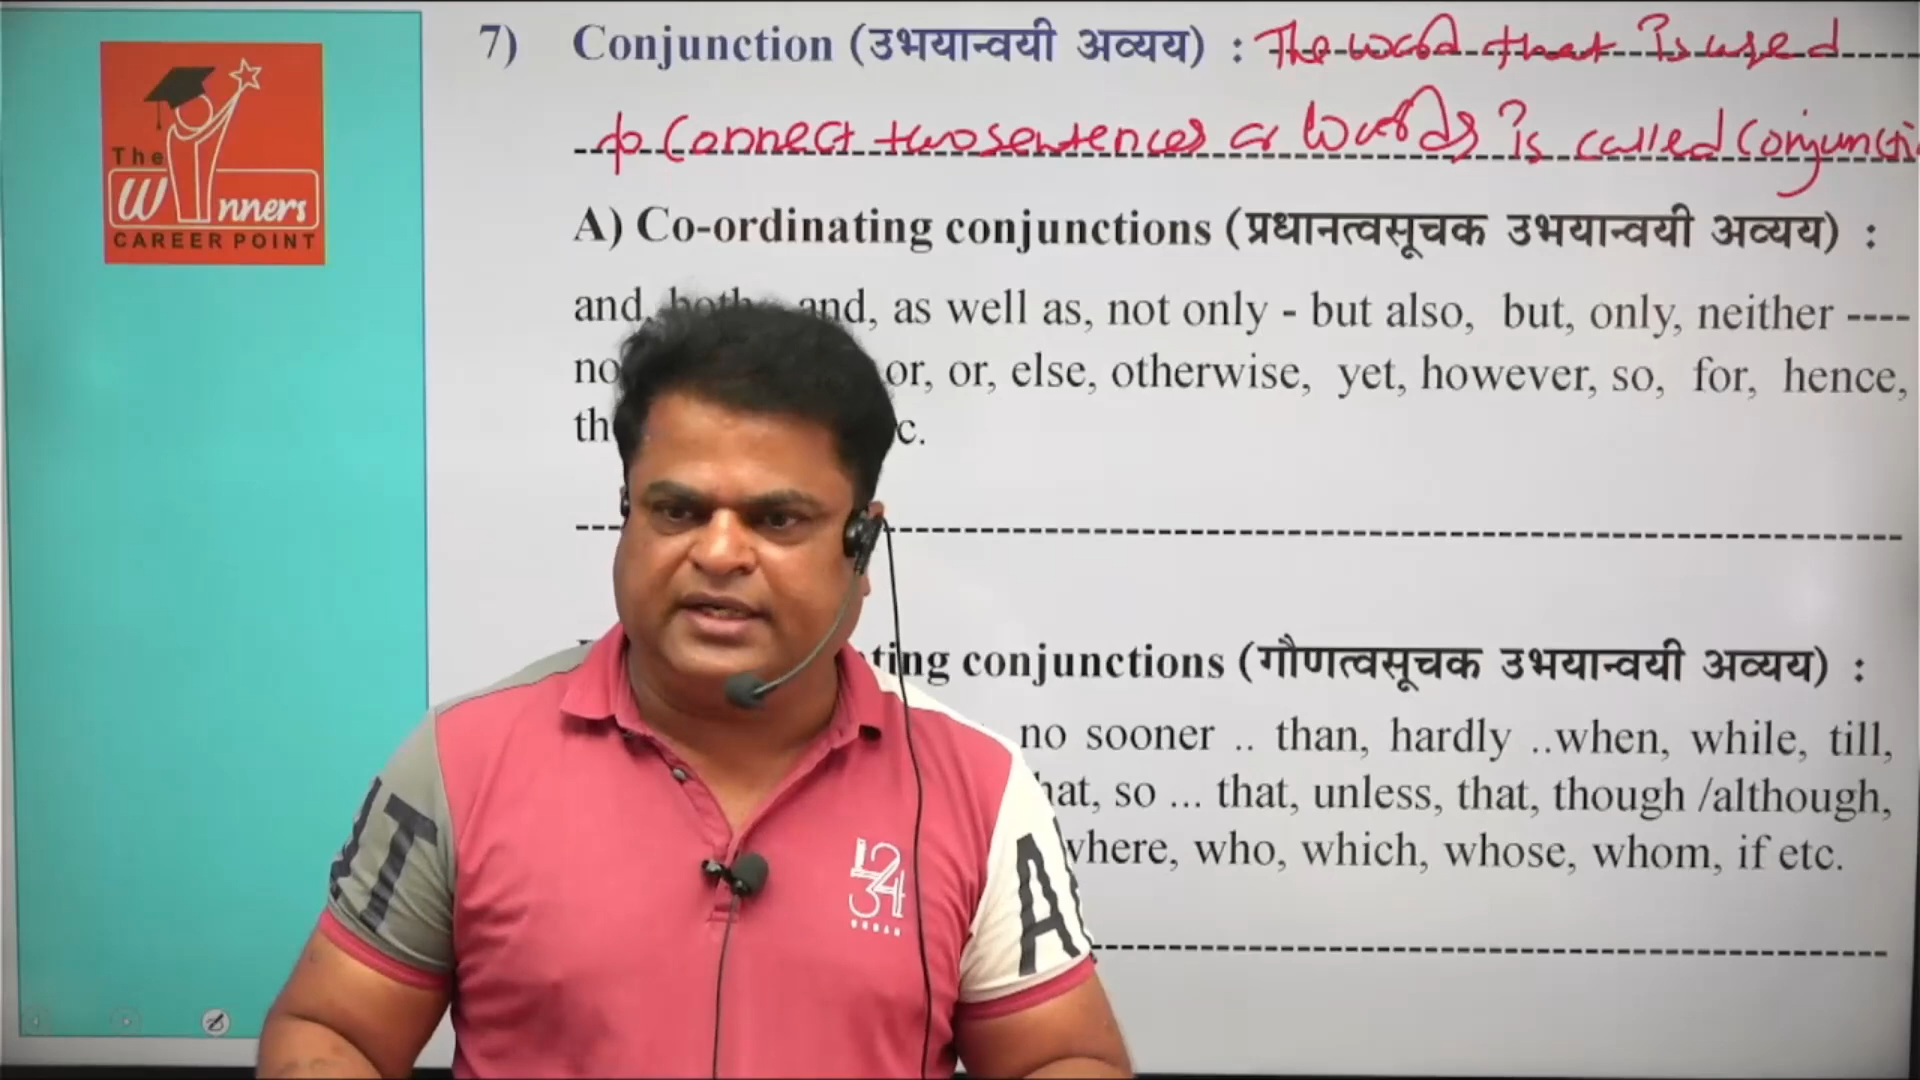 The
Winners
CAREER POINT
7) Conjunction (उभयान्वयी अव्यय) : The word that is used
to connect two sentences or words is called Conjuncti
A) Co-ordinating conjunctions (प्रधानत्वसूचक उभयान्वयी अव्यय) :
and, both - and, as well as, not only - but also, but, only, neither ----
or, or, else, otherwise, yet, however, so, for, hence,
c.
ting conjunctions (गौणत्वसूचक उभयान्वयी अव्यय) :
no sooner .. than, hardly ..when, while, till,
hat, so ... that, unless, that, though /although,
where, who, which, whose, whom, if etc.
1234
URBAN